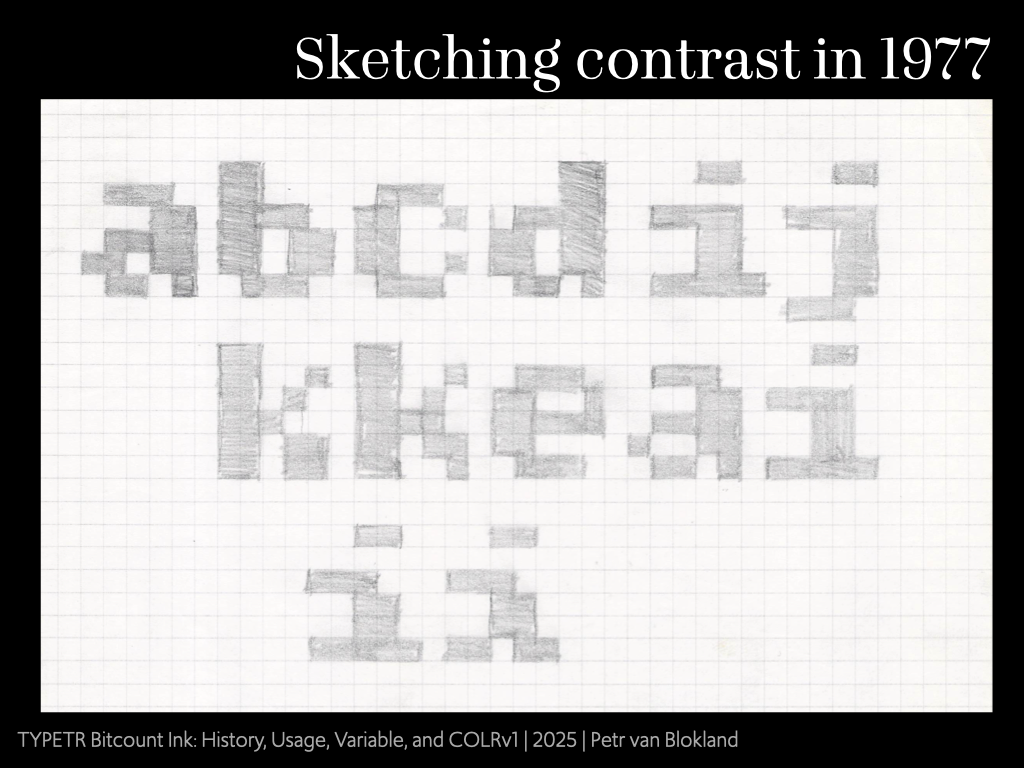 Sketching contrast in 1977
abcdij
kkeai
ii
TYPETR Bitcount Ink: History, Usage, Variable, and COLRv1 | 2025 | Petr van Blokland